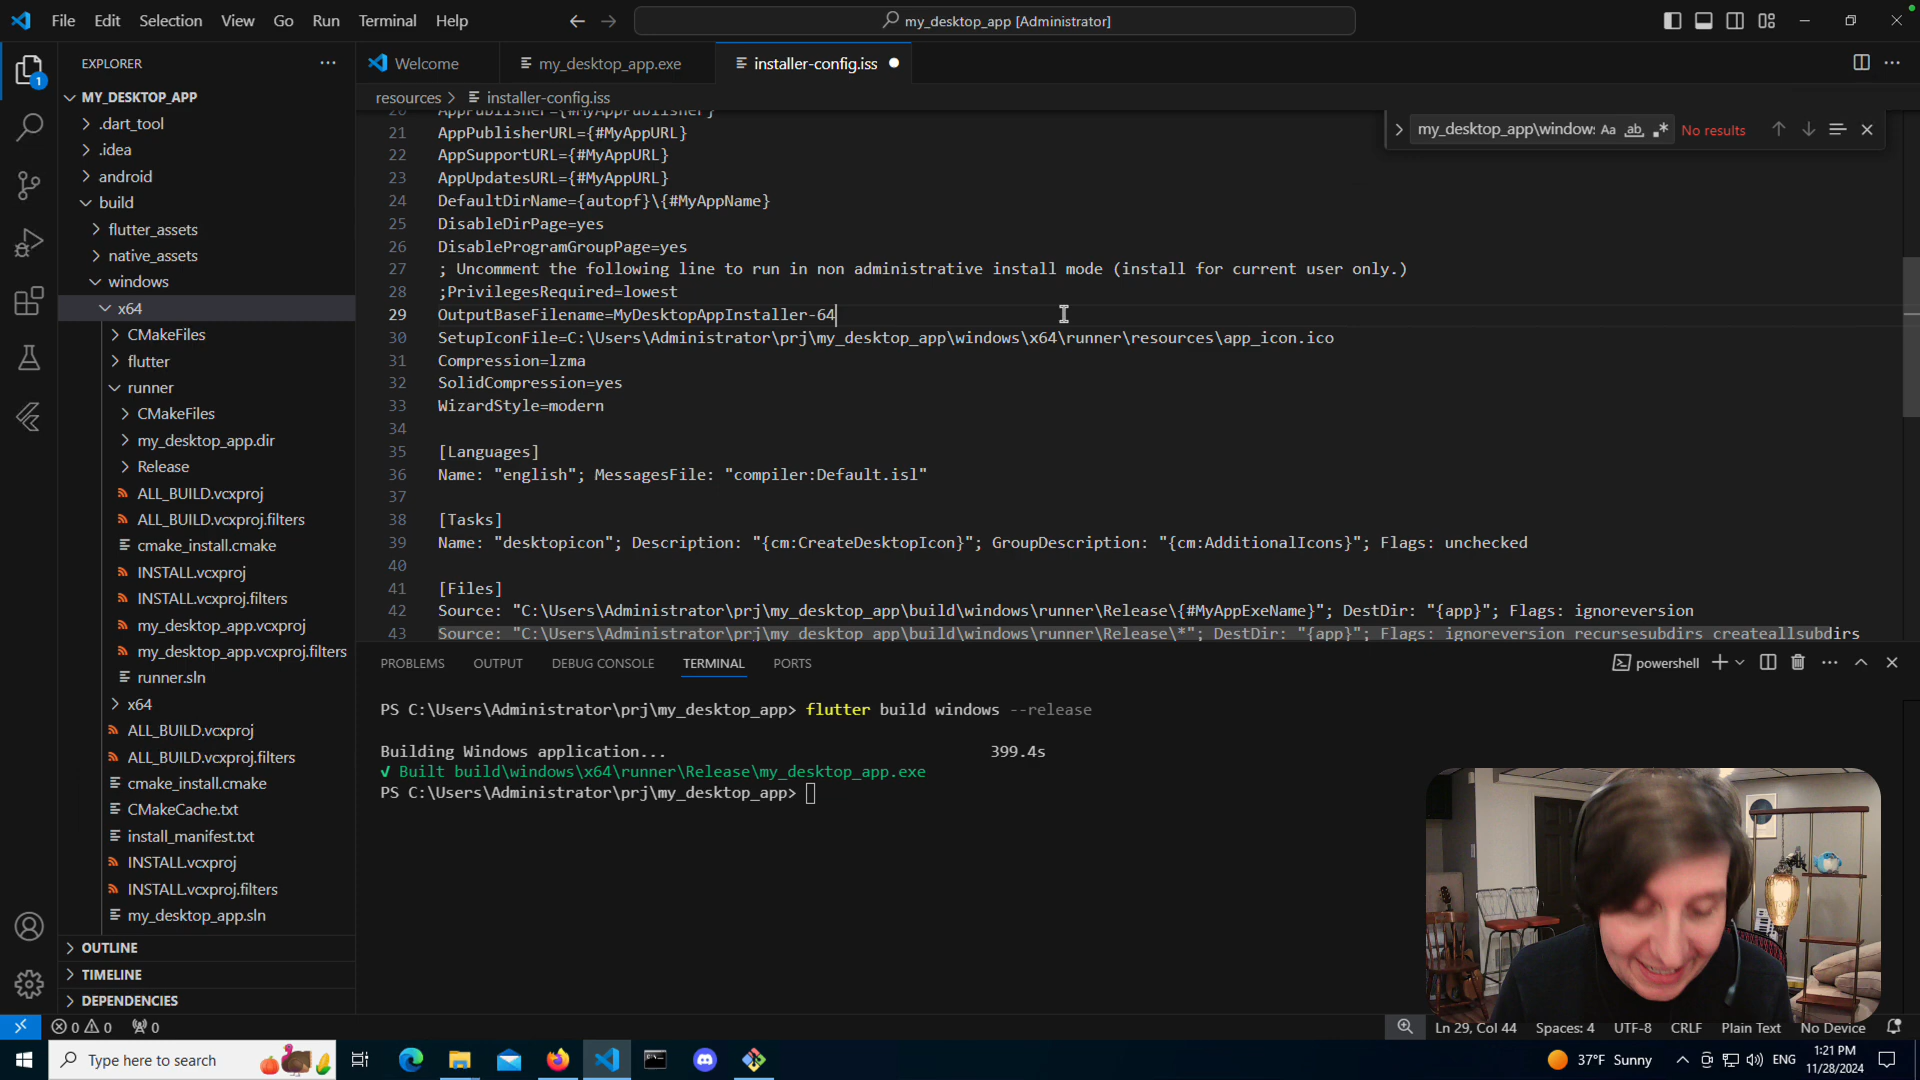 File Edit Selection View Go Run Terminal Help
my_desktop_app [Administrator]
EXPLORER
Welcome
my_desktop_app.exe
installer-config.iss
MY_DESKTOP_APP
.dart_tool
.idea
android
build
flutter_assets
native_assets
windows
x64
CMakeFiles
flutter
runner
CMakeFiles
my_desktop_app.dir
Release
ALL_BUILD.vcxproj
ALL_BUILD.vcxproj.filters
cmake_install.cmake
INSTALL.vcxproj
INSTALL.vcxproj.filters
my_desktop_app.vcxproj
my_desktop_app.vcxproj.filters
runner.sln
x64
ALL_BUILD.vcxproj
ALL_BUILD.vcxproj.filters
cmake_install.cmake
CMakeCache.txt
install_manifest.txt
INSTALL.vcxproj
INSTALL.vcxproj.filters
my_desktop_app.sln
OUTLINE
TIMELINE
DEPENDENCIES
resources > installer-config.iss
my_desktop_app\window Aa ab .* No results
20 AppPublisher={#MyAppPublisher}
21 AppPublisherURL={#MyAppURL}
22 AppSupportURL={#MyAppURL}
23 AppUpdatesURL={#MyAppURL}
24 DefaultDirName={autopf}\{#MyAppName}
25 DisableDirPage=yes
26 DisableProgramGroupPage=yes
27 ; Uncomment the following line to run in non administrative install mode (install for current user only.)
28 ;PrivilegesRequired=lowest
29 OutputBaseFilename=MyDesktopAppInstaller-64
30 SetupIconFile=C:\Users\Administrator\prj\my_desktop_app\windows\x64\runner\resources\app_icon.ico
31 Compression=lzma
32 SolidCompression=yes
33 WizardStyle=modern
34
35 [Languages]
36 Name: "english"; MessagesFile: "compiler:Default.isl"
37
38 [Tasks]
39 Name: "desktopicon"; Description: "{cm:CreateDesktopIcon}"; GroupDescription: "{cm:AdditionalIcons}"; Flags: unchecked
40
41 [Files]
42 Source: "C:\Users\Administrator\prj\my_desktop_app\build\windows\runner\Release\{#MyAppExeName}"; DestDir: "{app}"; Flags: ignoreversion
43 Source: "C:\Users\Administrator\prj\my_desktop_app\build\windows\runner\Release\*"; DestDir: "{app}"; Flags: ignoreversion recursesubdirs createallsubdirs
PROBLEMS OUTPUT DEBUG CONSOLE TERMINAL PORTS
powershell
PS C:\Users\Administrator\prj\my_desktop_app> flutter build windows --release
Building Windows application... 399.4s
√ Built build\windows\x64\runner\Release\my_desktop_app.exe
PS C:\Users\Administrator\prj\my_desktop_app>
0 0 0
Ln 29, Col 44 Spaces: 4 UTF-8 CRLF Plain Text No Device
Type here to search
37°F Sunny
ENG
1:21 PM
11/28/2024
1